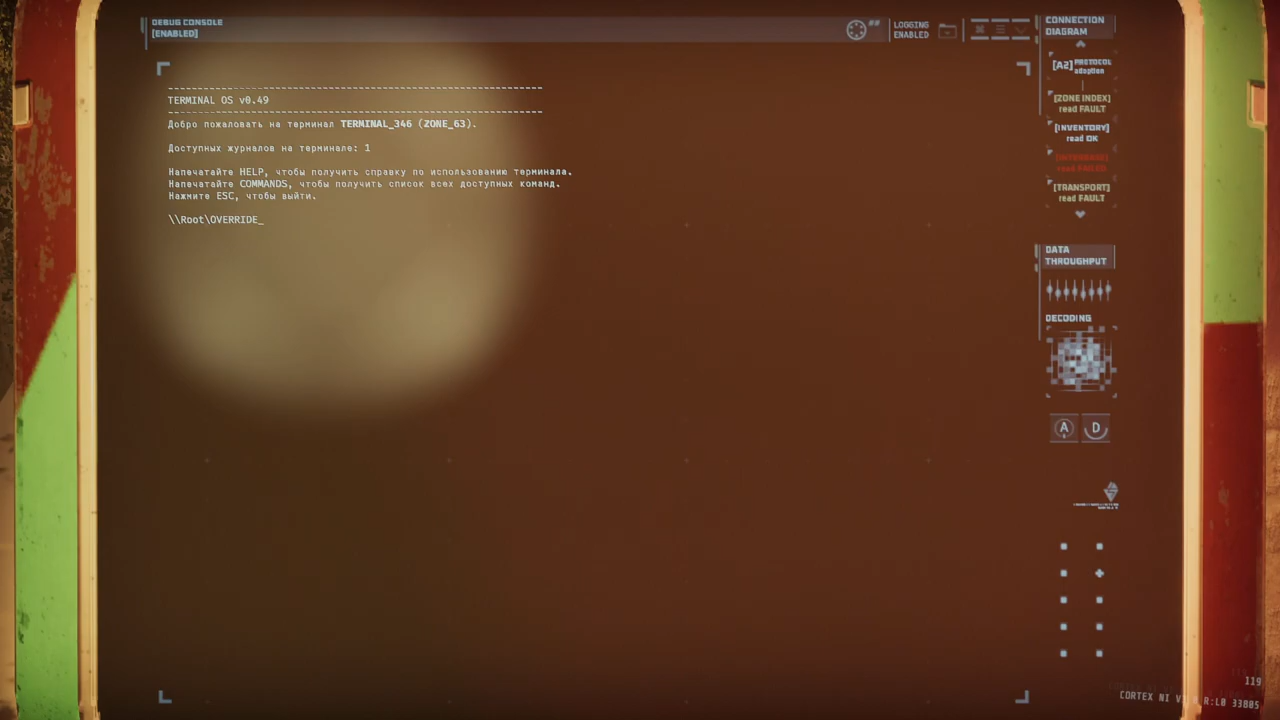 DEBUG CONSOLE
[ENABLED]
LOGGING
ENABLED
CONNECTION
DIAGRAM
[A2] PROTOCOL
adaption
[ZONE INDEX]
read FAULT
[INVENTORY]
read OK
read FAILED
[TRANSPORT]
read FAULT
DATA
THROUGHPUT
DECODING
A D
--------------------------------------------------------------
TERMINAL OS v0.49
--------------------------------------------------------------
Добро пожаловать на терминал TERMINAL_346 (ZONE_63).
Доступных журналов на терминале: 1
Напечатайте HELP, чтобы получить справку по использованию терминала.
Напечатайте COMMANDS, чтобы получить список всех доступных команд.
Нажмите ESC, чтобы выйти.
\\Root\OVERRIDE_
119
CORTEX NI